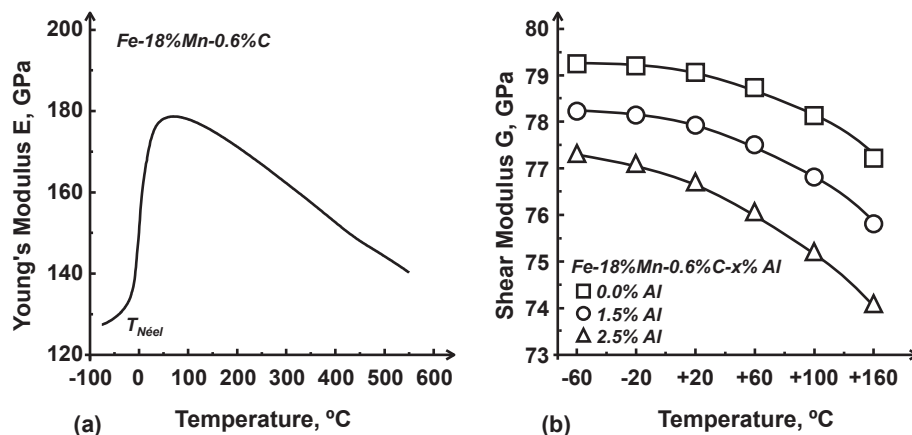 200
180
160
140
120
Young's Modulus E, GPa
Fe-18%Mn-0.6%C
T_Néel
-100 0 100 200 300 400 500 600
Temperature, ºC
(a)
80
79
78
77
76
75
74
73
Shear Modulus G, GPa
Fe-18%Mn-0.6%C-x% Al
0.0% Al
1.5% Al
2.5% Al
-60 -20 +20 +60 +100 +160
Temperature, ºC
(b)